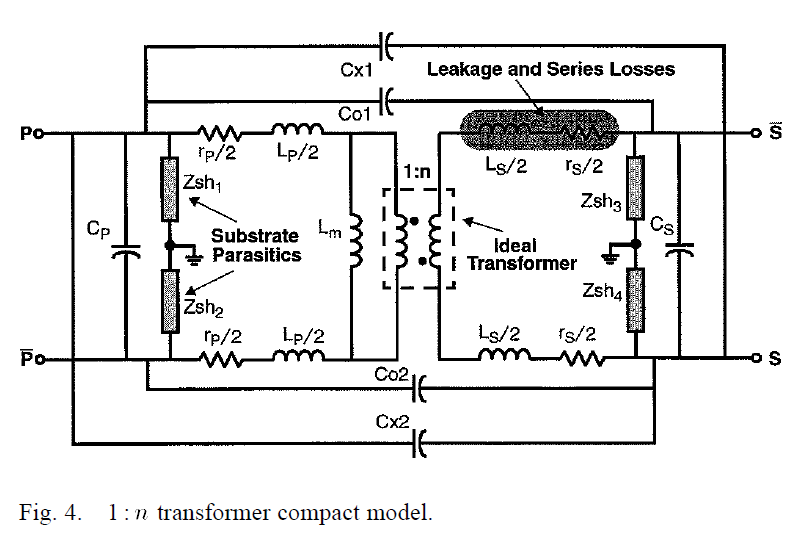 Cx1
Leakage and Series Losses
Co1
P
S̅
rP/2
LP/2
LS/2
rS/2
1:n
Zsh1
Zsh3
CP
Substrate
Parasitics
Lm
Ideal
Transformer
CS
Zsh2
Zsh4
rP/2
LP/2
LS/2
rS/2
P̅
S
Co2
Cx2
Fig. 4. 1 : n transformer compact model.